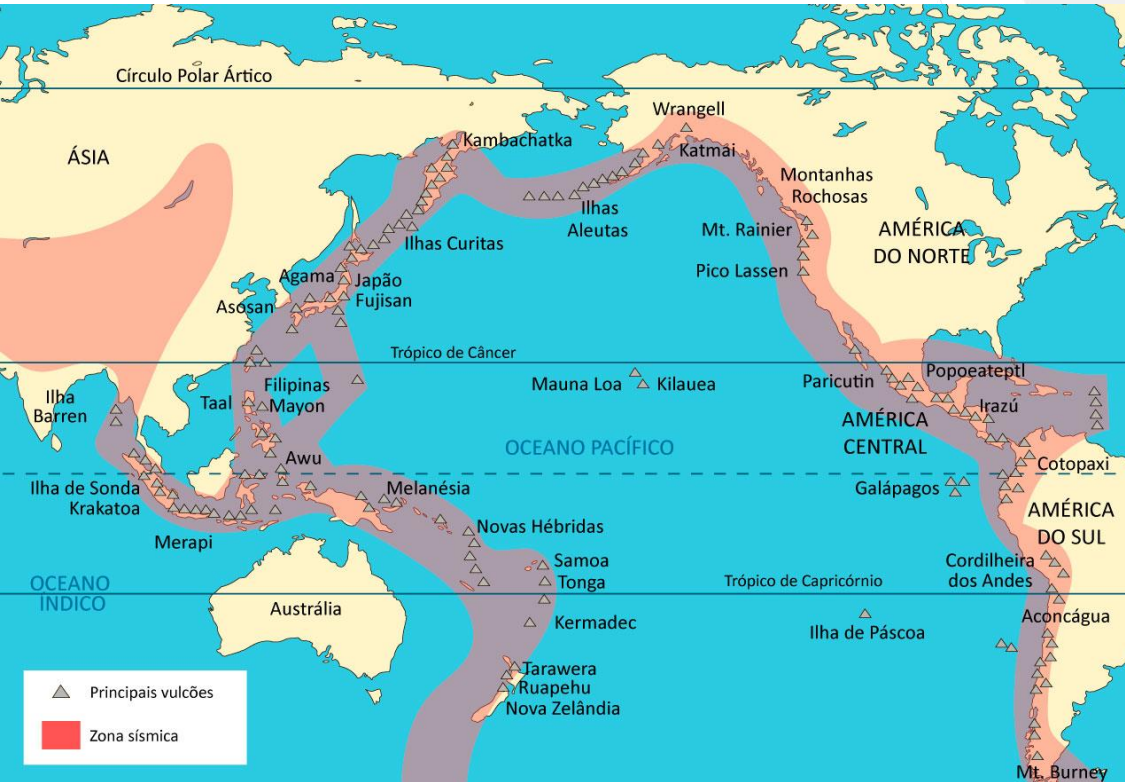 Círculo Polar Ártico
Wrangell
Kambachatka
Katmai
ÁSIA
Montanhas
Rochosas
Ilhas
Aleutas
Mt. Rainier
AMÉRICA
DO NORTE
Ilhas Curitas
Pico Lassen
Agama
Japão
Fujisan
Asosan
Trópico de Câncer
Mauna Loa
Kilauea
Paricutin
Popoeateptl
Ilha
Barren
Taal
Filipinas
Mayon
Irazú
AMÉRICA
CENTRAL
OCEANO PACÍFICO
Awu
Cotopaxi
Ilha de Sonda
Krakatoa
Melanésia
Galápagos
AMÉRICA
DO SUL
Merapi
Novas Hébridas
Samoa
Tonga
Cordilheira
dos Andes
OCEANO
ÍNDICO
Trópico de Capricórnio
Austrália
Kermadec
Ilha de Páscoa
Aconcágua
Tarawera
Ruapehu
Nova Zelândia
Principais vulcões
Zona sísmica
Mt. Burney